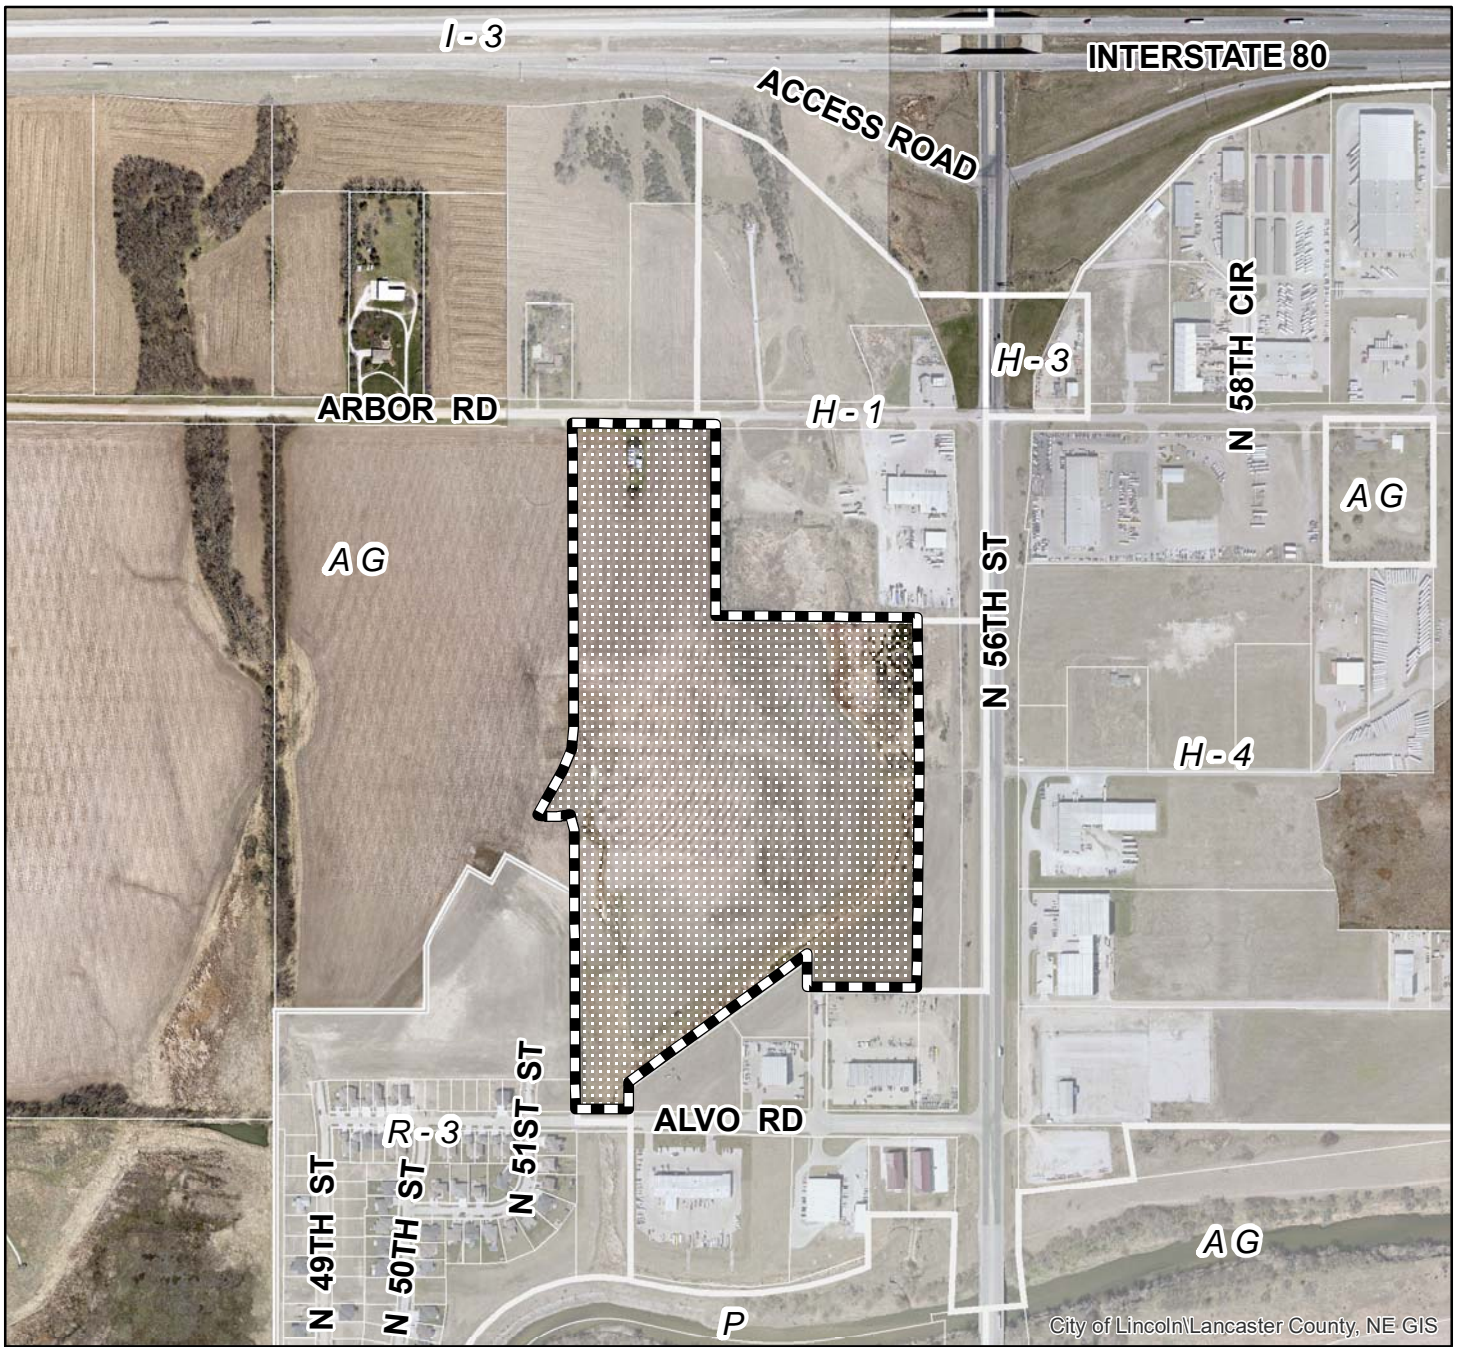 I - 3
INTERSTATE 80
ACCESS ROAD
N 58TH CIR
H - 3
ARBOR RD
H - 1
A G
A G
N 56TH ST
H - 4
N 51ST ST
ALVO RD
R - 3
N 49TH ST
N 50TH ST
A G
P
City of Lincoln\Lancaster County, NE GIS